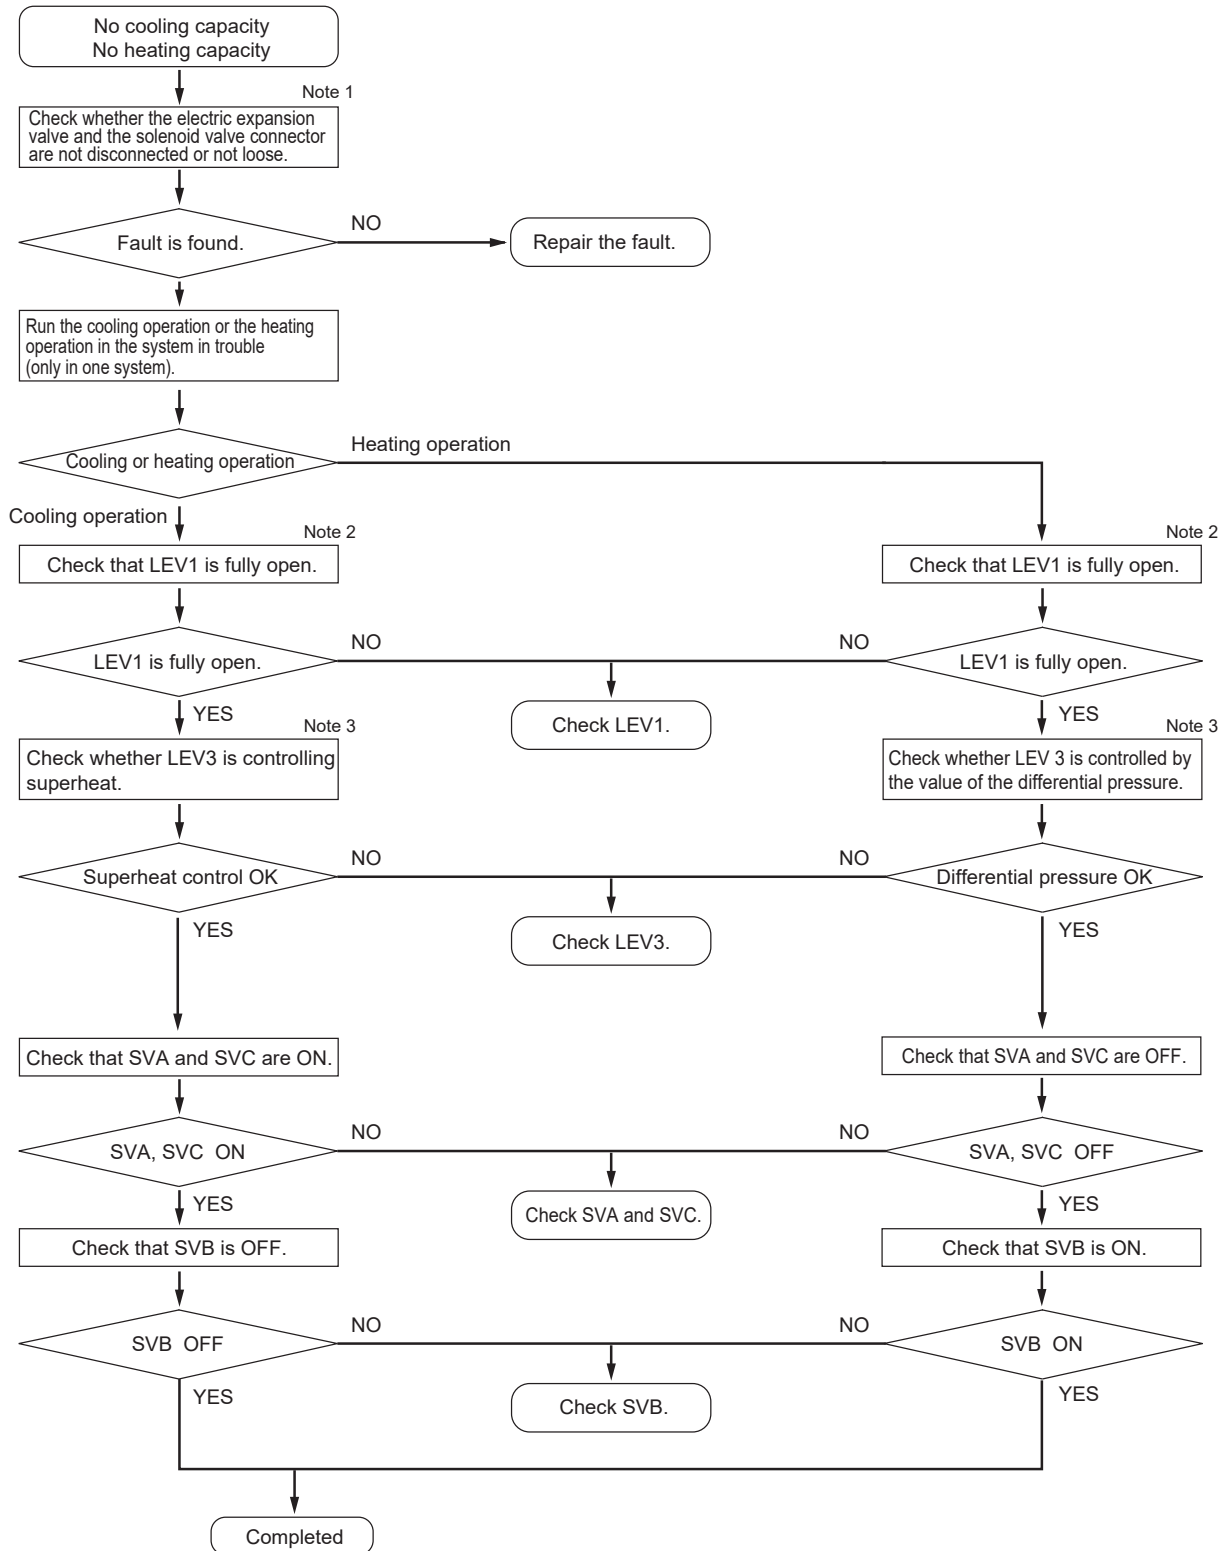 No cooling capacity
No heating capacity
Note 1
Check whether the electric expansion
valve and the solenoid valve connector
are not disconnected or not loose.
Fault is found.
NO
Repair the fault.
Run the cooling operation or the heating
operation in the system in trouble
(only in one system).
Cooling or heating operation
Heating operation
Cooling operation
Note 2
Note 2
Check that LEV1 is fully open.
Check that LEV1 is fully open.
LEV1 is fully open.
NO
NO
LEV1 is fully open.
YES
Check LEV1.
YES
Note 3
Note 3
Check whether LEV3 is controlling
superheat.
Check whether LEV 3 is controlled by
the value of the differential pressure.
Superheat control OK
NO
NO
Differential pressure OK
YES
Check LEV3.
YES
Check that SVA and SVC are ON.
Check that SVA and SVC are OFF.
SVA, SVC ON
NO
NO
SVA, SVC OFF
YES
Check SVA and SVC.
YES
Check that SVB is OFF.
Check that SVB is ON.
SVB OFF
NO
NO
SVB ON
YES
Check SVB.
YES
Completed